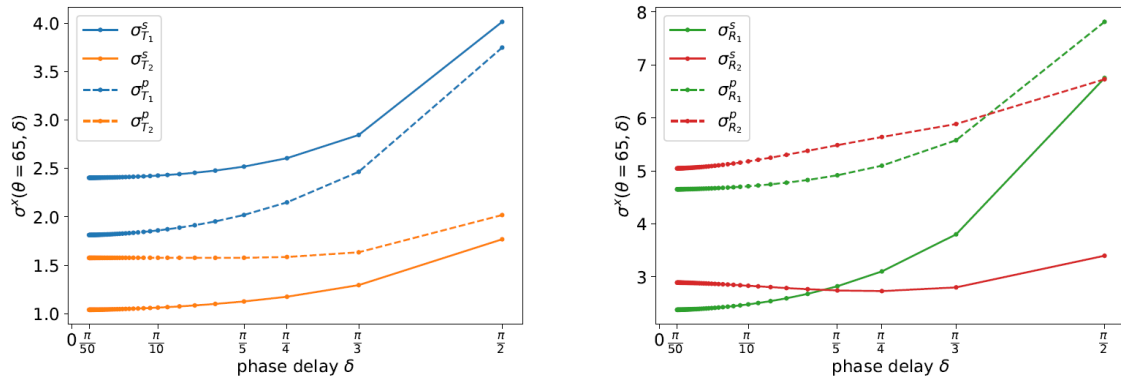 4.0
3.5
3.0
2.5
2.0
1.5
1.0
σ^x(θ = 65, δ)
σ^s_{T_1}
σ^s_{T_2}
σ^p_{T_1}
σ^p_{T_2}
0 π/50 π/10 π/5 π/4 π/3 π/2
phase delay δ
8
7
6
5
4
3
σ^x(θ = 65, δ)
σ^s_{R_1}
σ^s_{R_2}
σ^p_{R_1}
σ^p_{R_2}
0 π/50 π/10 π/5 π/4 π/3 π/2
phase delay δ